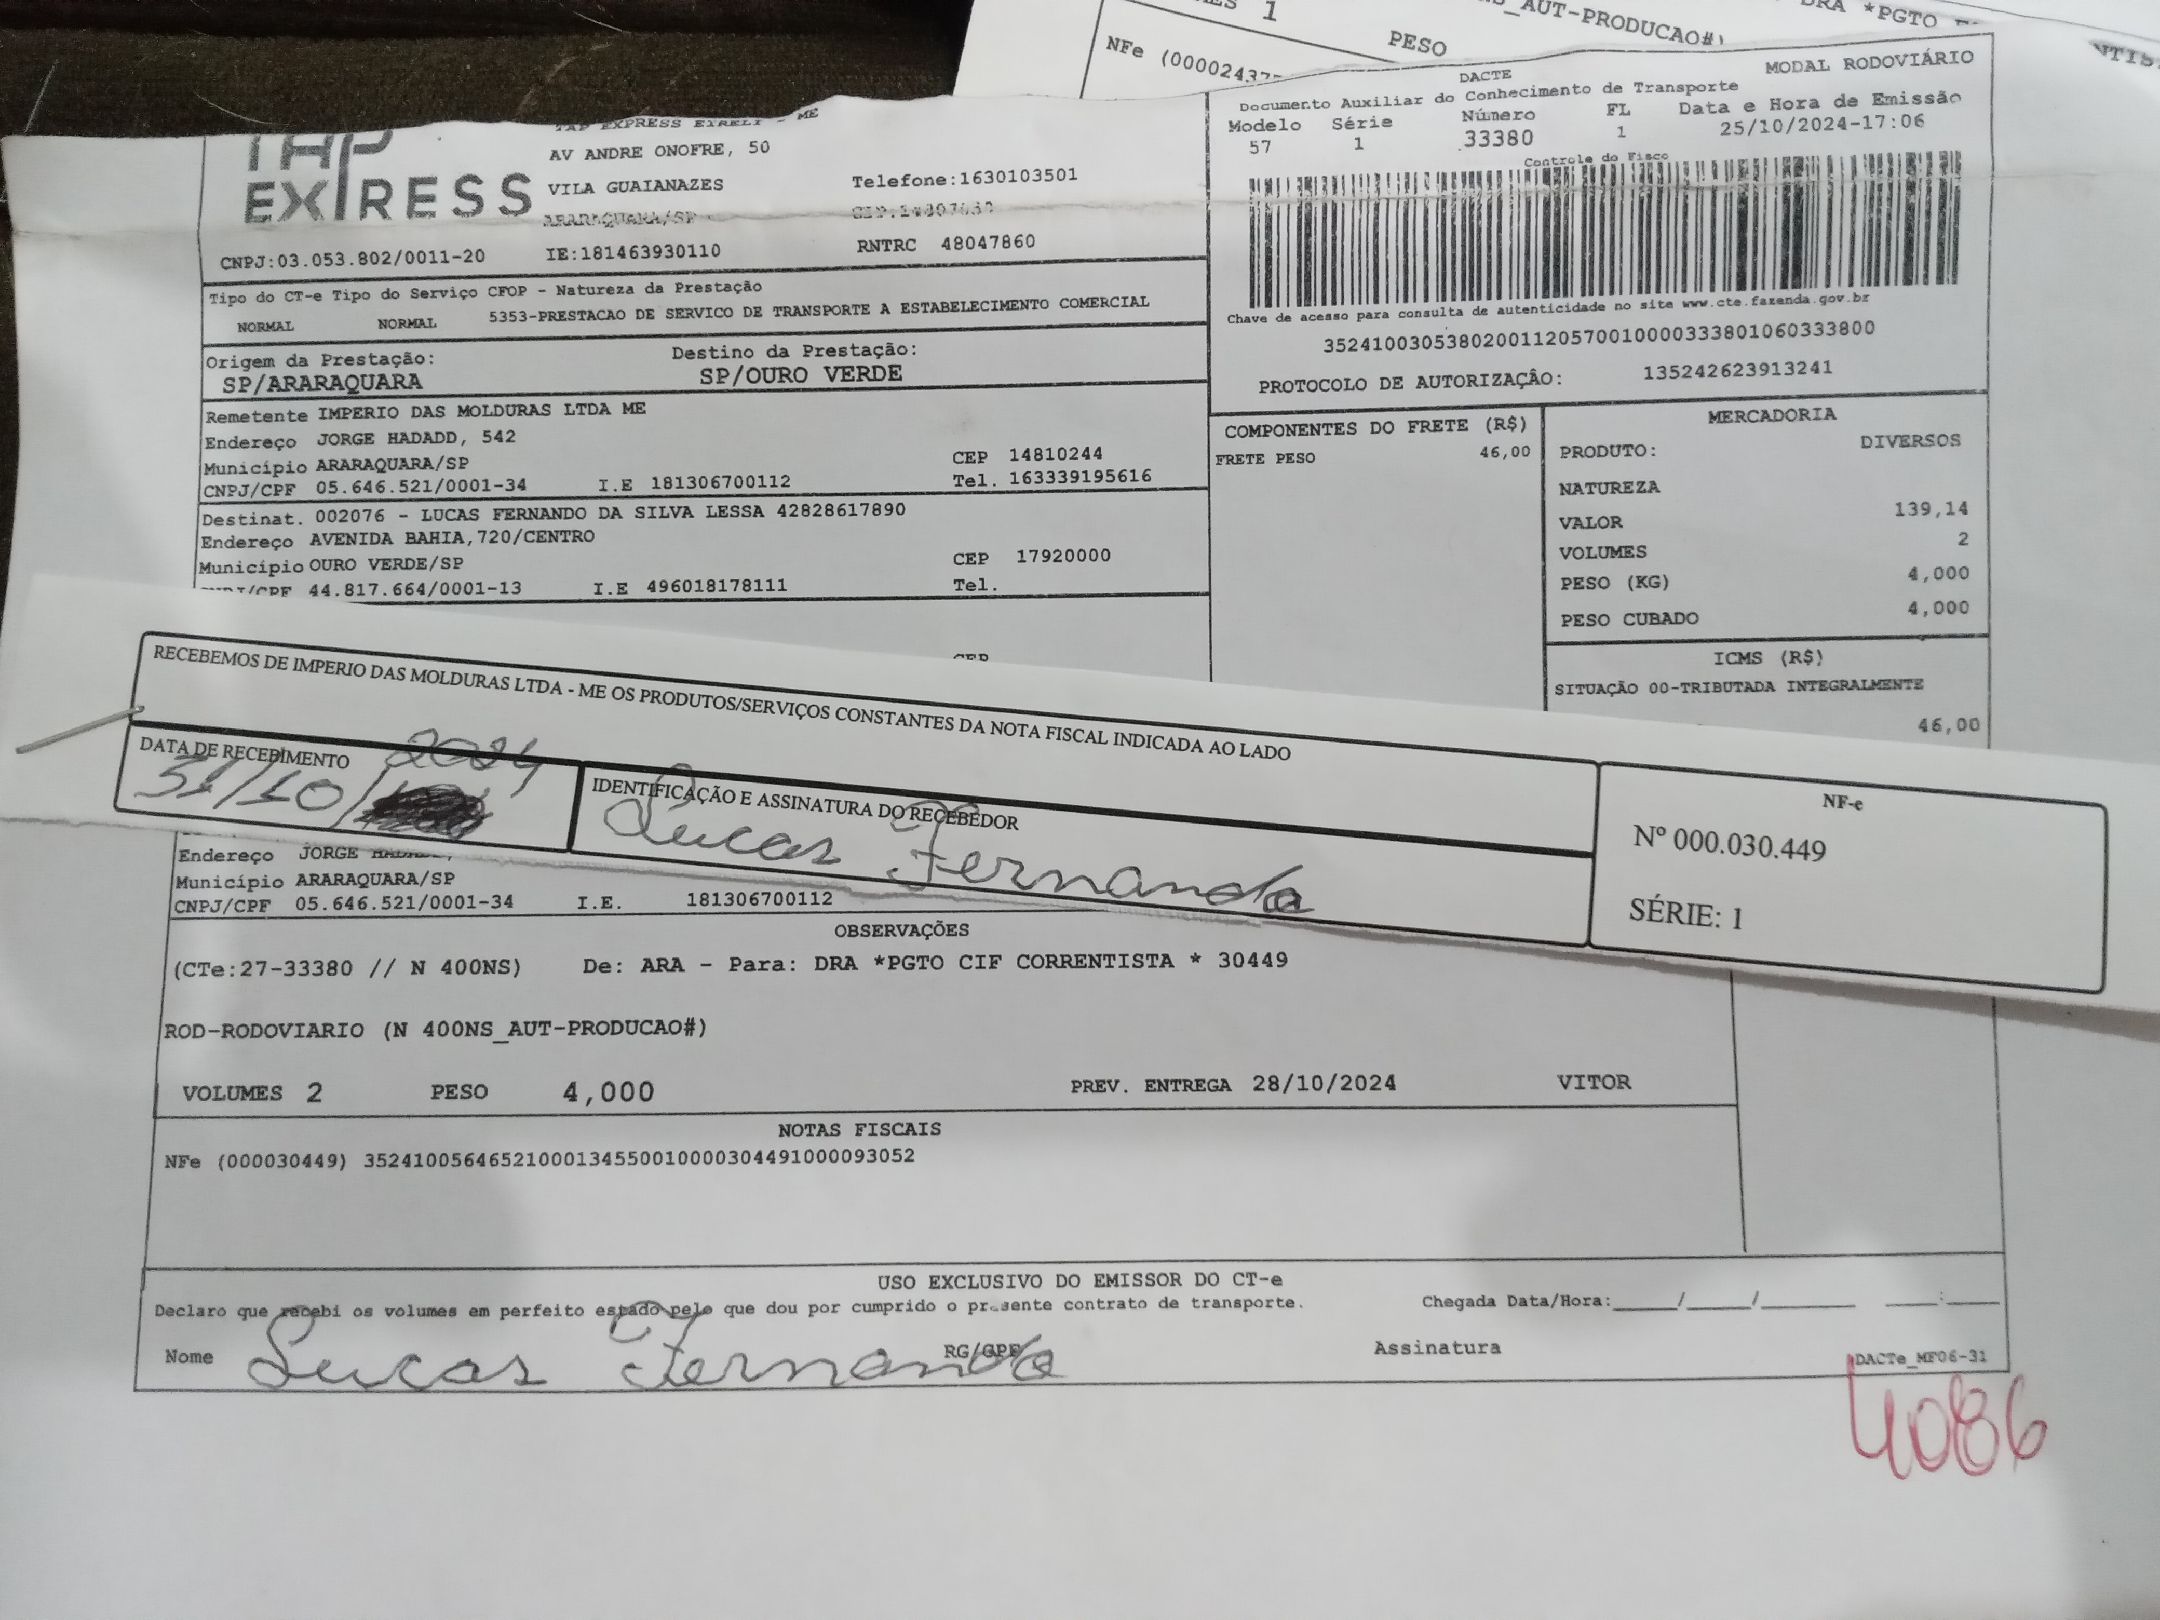 NFe (0000243
PESO
_AUT-PRODUCAO#)
DRA *PGTO
1
TAP
EXPRESS
TAP EXPRESS EIRELI - ME
AV ANDRE ONOFRE, 50
VILA GUAIANAZES
Telefone:1630103501
ARARAQUARA/SP
CNPJ:03.053.802/0011-20 IE:181463930110 RNTRC 48047860
DACTE
MODAL RODOVIÁRIO
Documento Auxiliar do Conhecimento de Transporte
Modelo Série Número FL Data e Hora de Emissão
57 1 33380 1 25/10/2024-17:06
Controle do Fisco
Chave de acesso para consulta de autenticidade no site www.cte.fazenda.gov.br
35241003053802001120570010000333801060333800
PROTOCOLO DE AUTORIZAÇÃO: 135242623913241
Tipo do CT-e Tipo do Serviço CFOP - Natureza da Prestação
NORMAL NORMAL 5353-PRESTACAO DE SERVICO DE TRANSPORTE A ESTABELECIMENTO COMERCIAL
Origem da Prestação: Destino da Prestação:
SP/ARARAQUARA SP/OURO VERDE
Remetente IMPERIO DAS MOLDURAS LTDA ME
Endereço JORGE HADADD, 542
Município ARARAQUARA/SP CEP 14810244
CNPJ/CPF 05.646.521/0001-34 I.E 181306700112 Tel. 163339195616
Destinat. 002076 - LUCAS FERNANDO DA SILVA LESSA 42828617890
Endereço AVENIDA BAHIA,720/CENTRO
Município OURO VERDE/SP CEP 17920000
CNPJ/CPF 44.817.664/0001-13 I.E 496018178111 Tel.
CEP
COMPONENTES DO FRETE (R$)
FRETE PESO 46,00
MERCADORIA
PRODUTO: DIVERSOS
NATUREZA
VALOR 139,14
VOLUMES 2
PESO (KG) 4,000
PESO CUBADO 4,000
ICMS (R$)
SITUAÇÃO 00-TRIBUTADA INTEGRALMENTE
46,00
RECEBEMOS DE IMPERIO DAS MOLDURAS LTDA - ME OS PRODUTOS/SERVIÇOS CONSTANTES DA NOTA FISCAL INDICADA AO LADO
DATA DE RECEBIMENTO
31/10/ 2024
IDENTIFICAÇÃO E ASSINATURA DO RECEBEDOR
Lucas Fernando
NF-e
Nº 000.030.449
SÉRIE: 1
Endereço JORGE
Município ARARAQUARA/SP
CNPJ/CPF 05.646.521/0001-34 I.E. 181306700112
OBSERVAÇÕES
(CTe:27-33380 // N 400NS) De: ARA - Para: DRA *PGTO CIF CORRENTISTA * 30449
ROD-RODOVIARIO (N 400NS_AUT-PRODUCAO#)
VOLUMES 2 PESO 4,000 PREV. ENTREGA 28/10/2024 VITOR
NOTAS FISCAIS
NFe (000030449) 35241005646521000134550010000304491000093052
USO EXCLUSIVO DO EMISSOR DO CT-e
Declaro que recebi os volumes em perfeito estado pelo que dou por cumprido o presente contrato de transporte. Chegada Data/Hora:_____/_____/_______ ____:____
Nome Lucas Fernando RG/CPF Assinatura
DACTe_MF06-31
4086